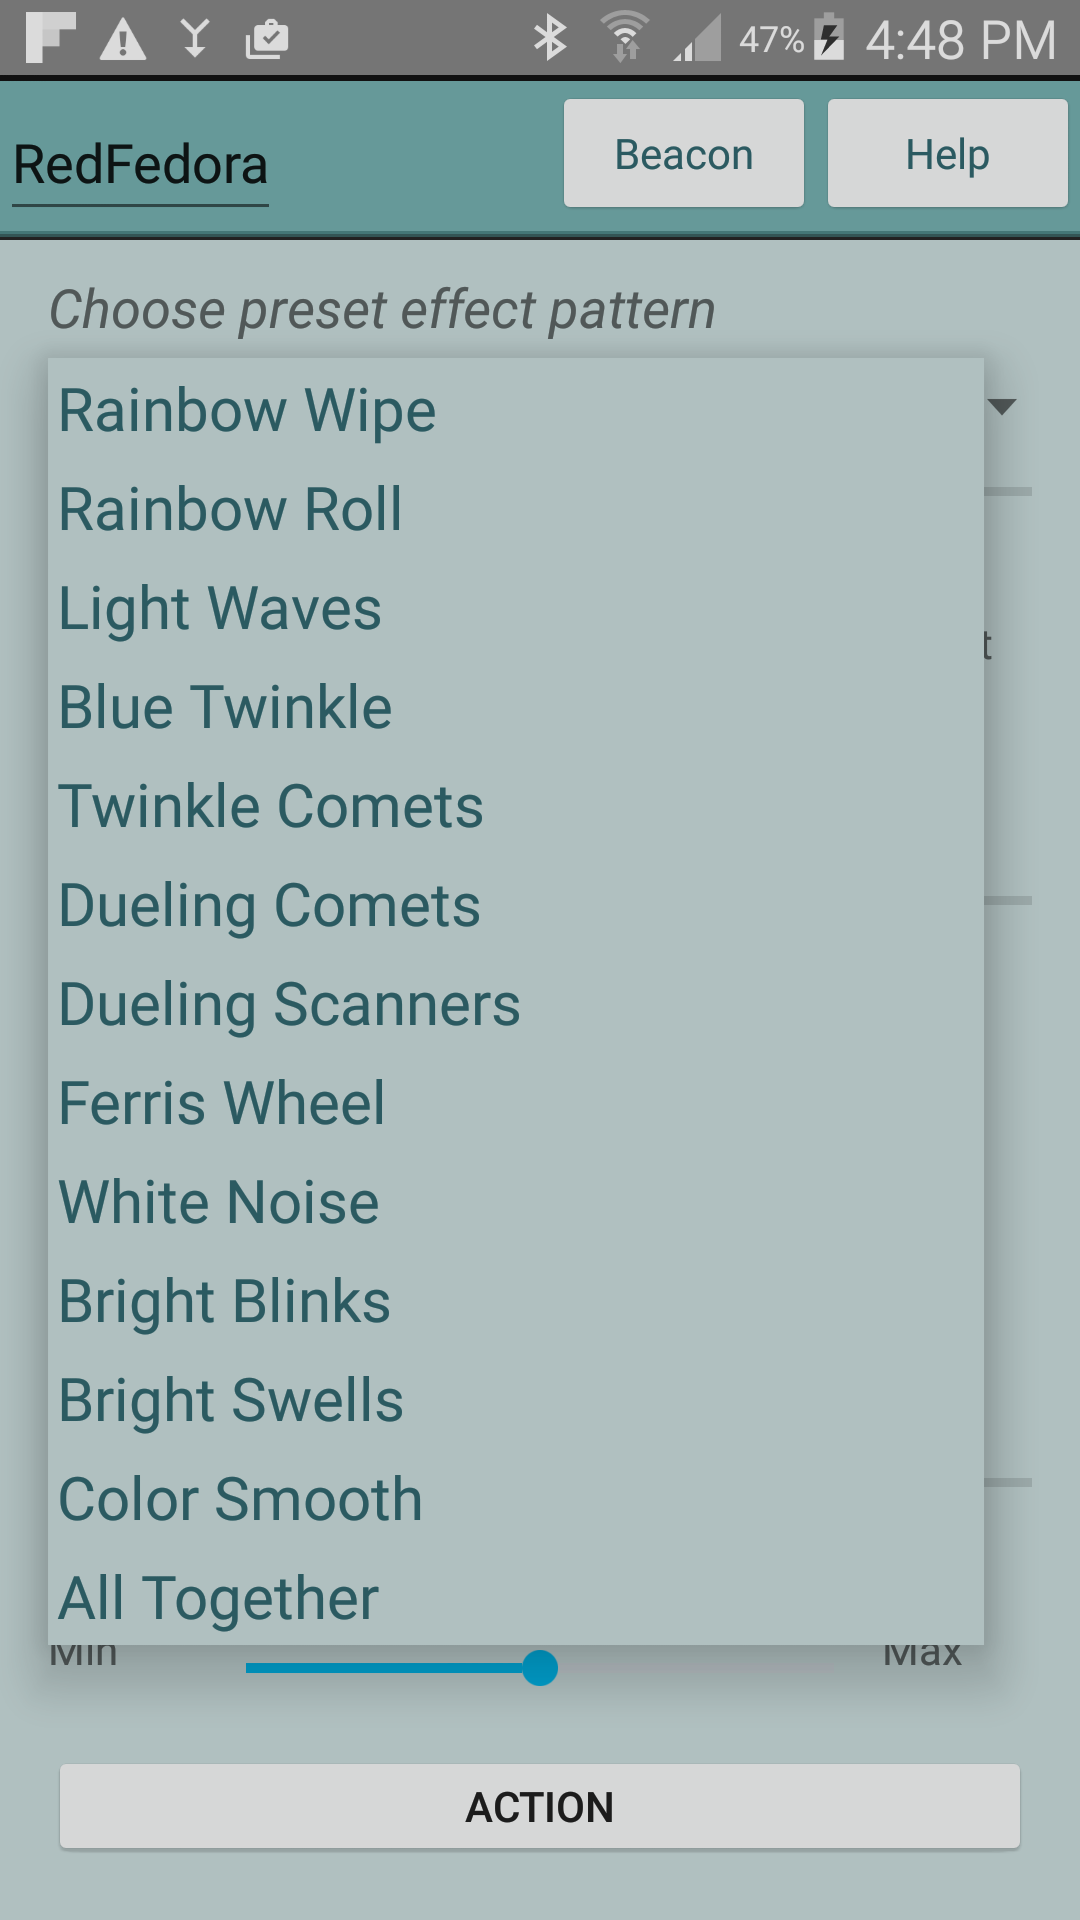 47% 4:48 PM
RedFedora Beacon Help
Choose preset effect pattern
Rainbow Wipe
Rainbow Roll
Light Waves
t
Blue Twinkle
Twinkle Comets
Dueling Comets
Dueling Scanners
Ferris Wheel
White Noise
Bright Blinks
Bright Swells
Color Smooth
All Together
Min Max
ACTION